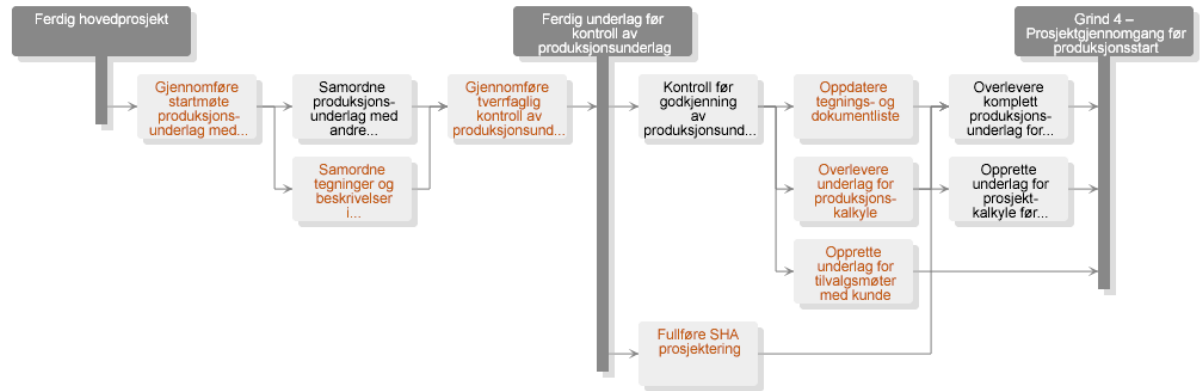 Ferdig hovedprosjekt
Ferdig underlag før
kontroll av
produksjonsunderlag
Grind 4 –
Prosjektgjennomgang før
produksjonsstart
Gjennomføre
startmøte
produksjons-
underlag med...
Samordne
produksjons-
underlag med
andre...
Gjennomføre
tverrfaglig
kontroll av
produksjonsund...
Kontroll før
godkjenning
av
produksjonsund...
Oppdatere
tegnings- og
dokumentliste
Overlevere
komplett
produksjons-
underlag for...
Samordne
tegninger og
beskrivelser
i...
Overlevere
underlag for
produksjons-
kalkyle
Opprette
underlag for
prosjekt-
kalkyle før...
Opprette
underlag for
tilvalgsmøter
med kunde
Fullføre SHA
prosjektering